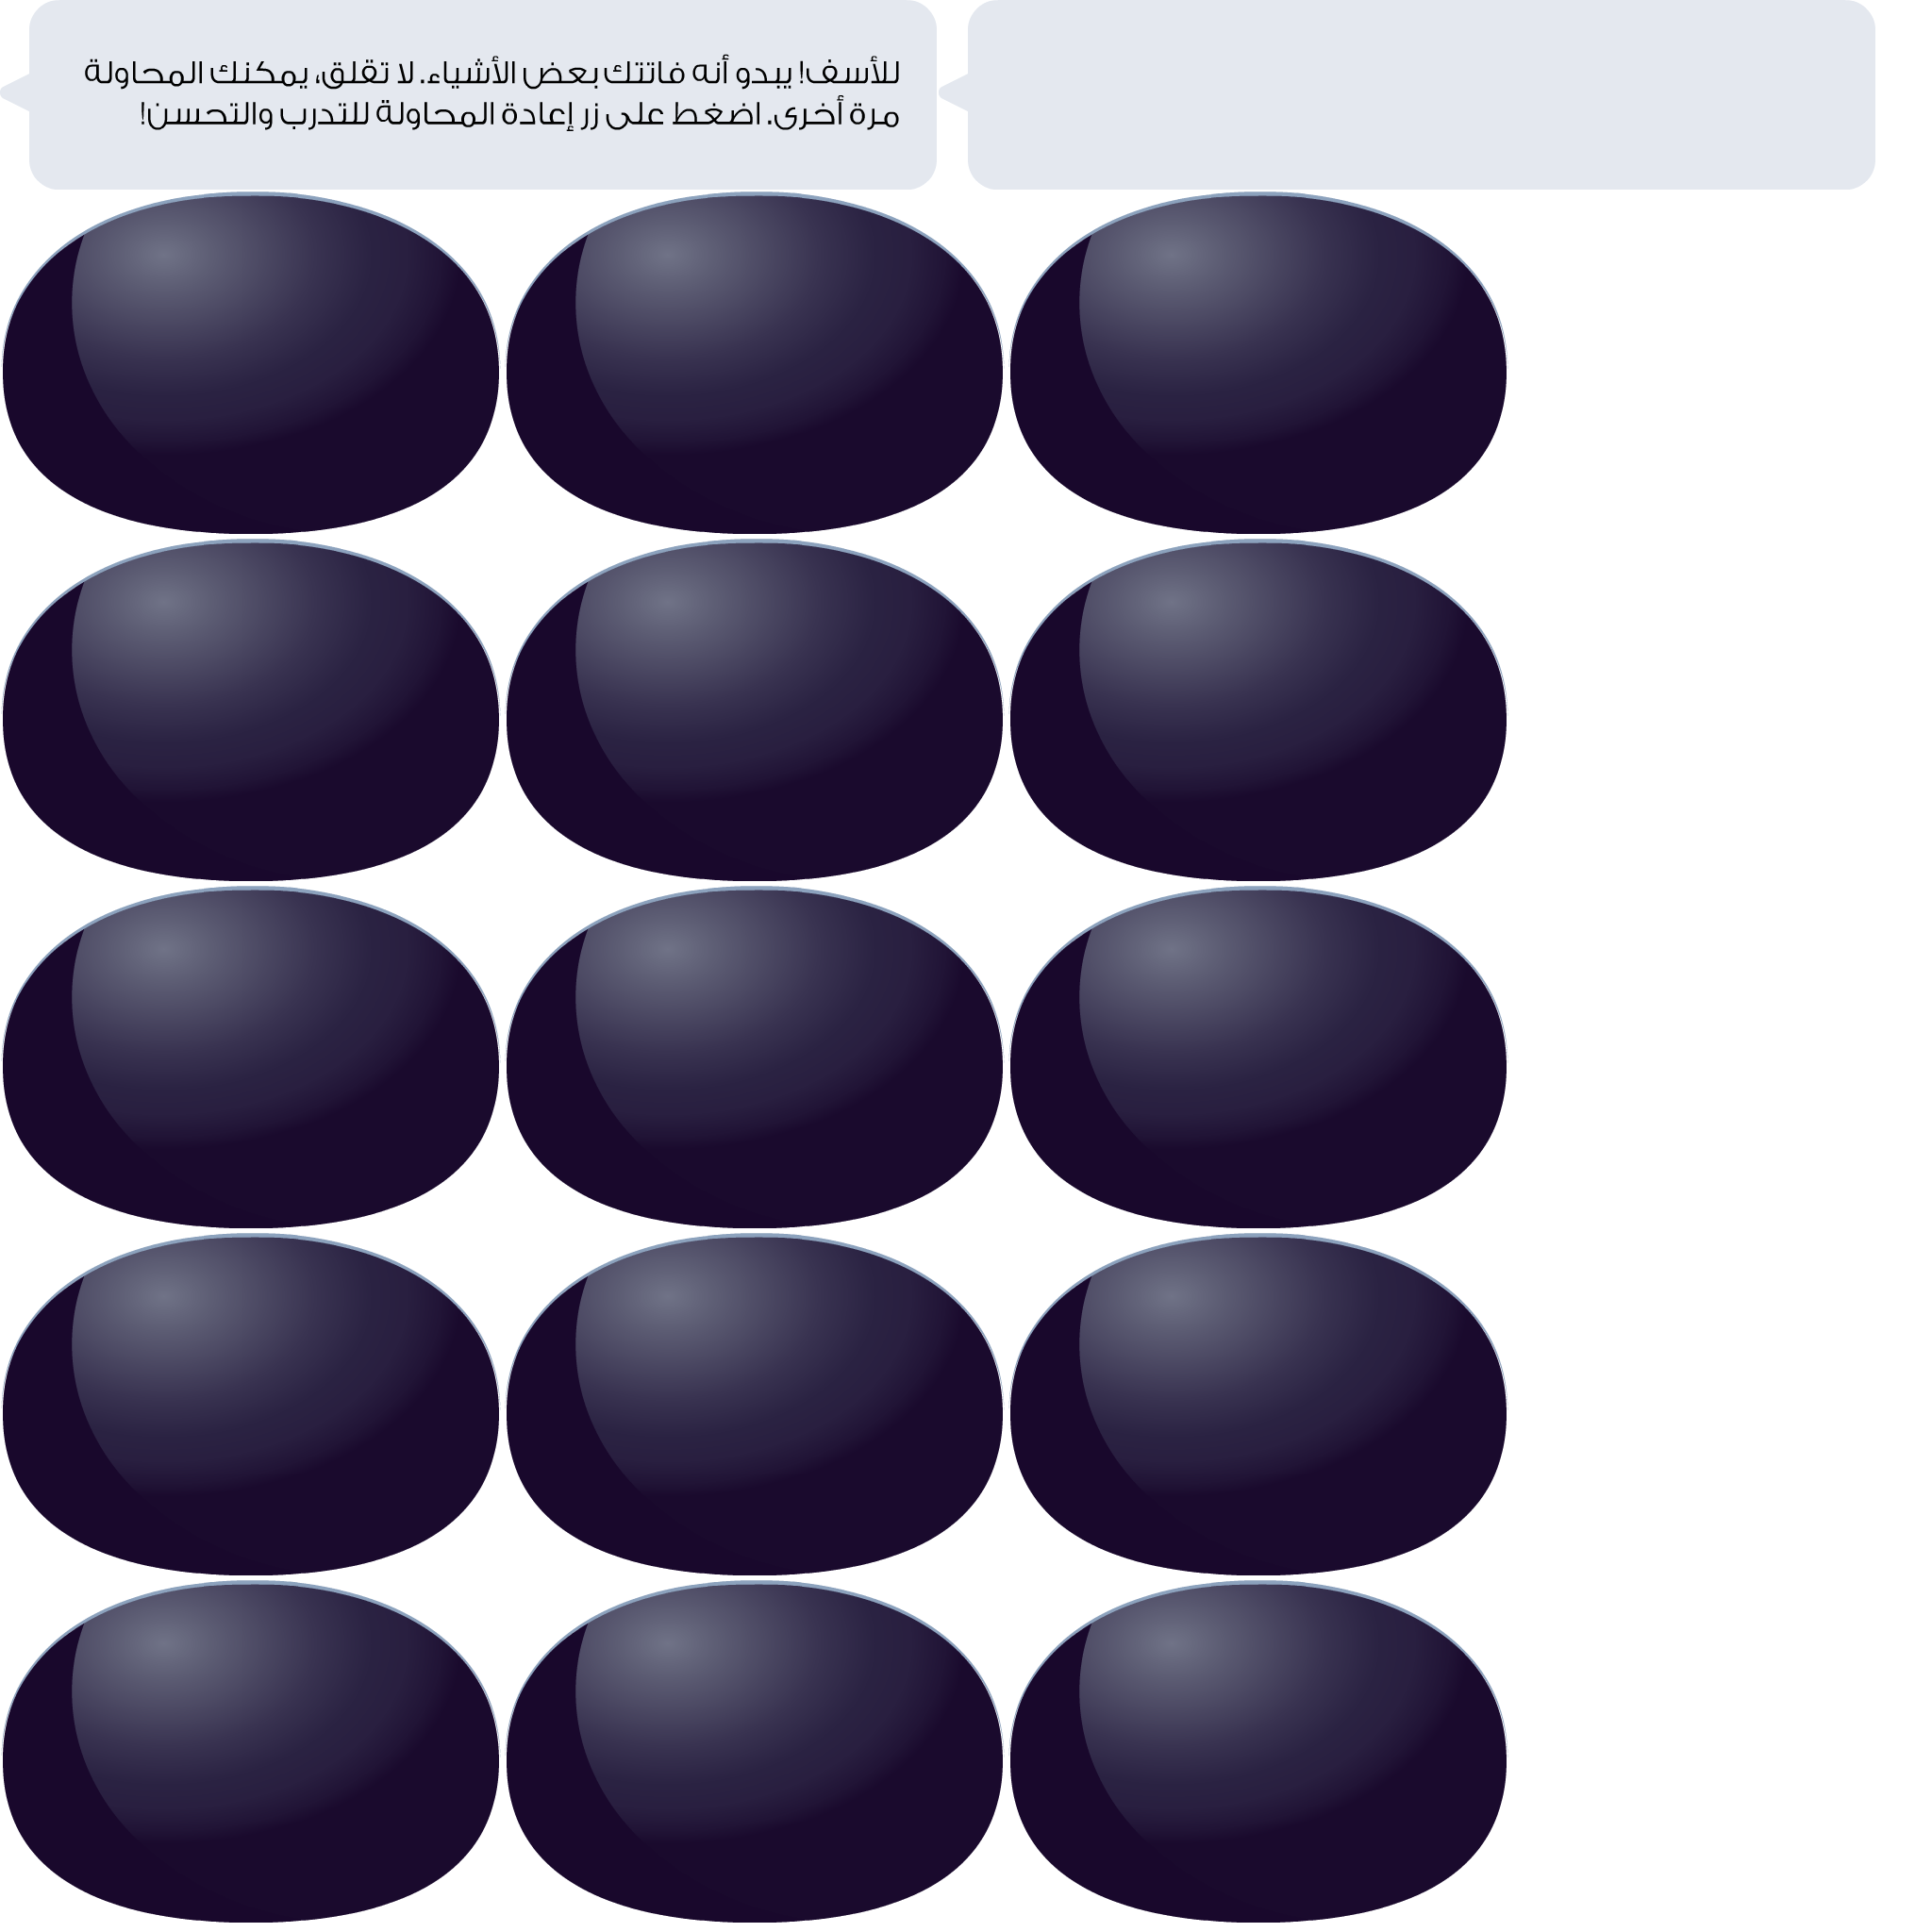 للأسف! يبدو أنه فاتتك بعض الأشياء. لا تقلق، يمكنك المحاولة
مرة أخرى. اضغط على زر إعادة المحاولة للتدرب والتحسن!